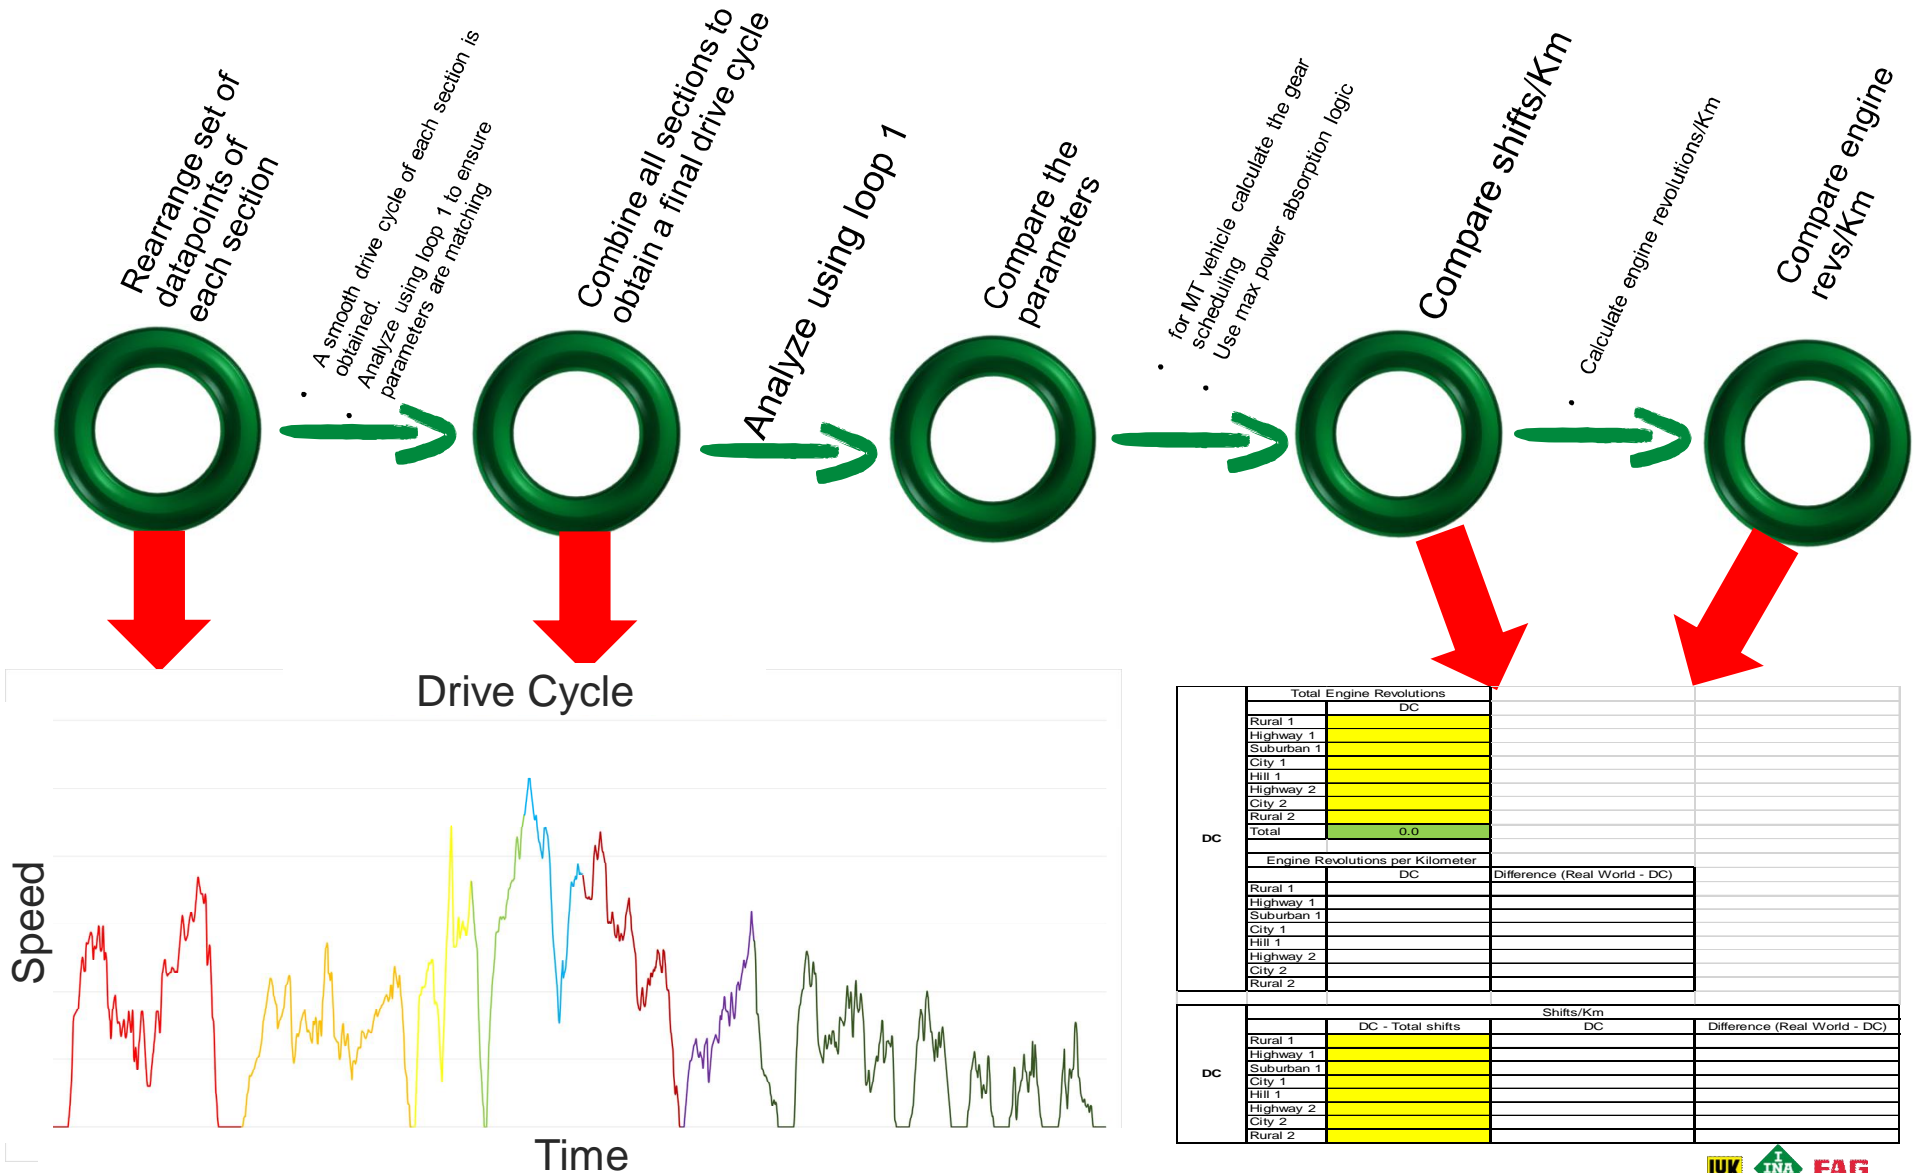 Rearrange set of
datapoints of
each section
• A smooth drive cycle of each section is
obtained.
• Analyze using loop 1 to ensure
parameters are matching
Combine all sections to
obtain a final drive cycle
Analyze using loop 1
Compare the
parameters
• for MT vehicle calculate the gear
scheduling
• Use max power absorption logic
Compare shifts/Km
• Calculate engine revolutions/Km
Compare engine
revs/Km
Drive Cycle
Speed
Time
DC
Total Engine Revolutions
DC
Rural 1
Highway 1
Suburban 1
City 1
Hill 1
Highway 2
City 2
Rural 2
Total 0.0
Engine Revolutions per Kilometer
DC Difference (Real World - DC)
Rural 1
Highway 1
Suburban 1
City 1
Hill 1
Highway 2
City 2
Rural 2
DC
Shifts/Km
DC - Total shifts DC Difference (Real World - DC)
Rural 1
Highway 1
Suburban 1
City 1
Hill 1
Highway 2
City 2
Rural 2
INA FAG